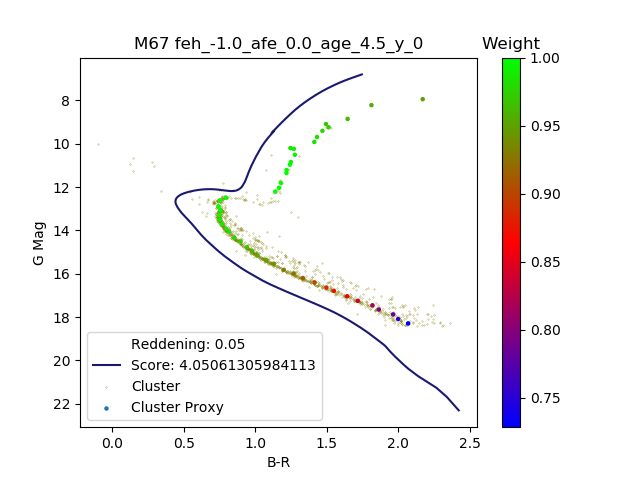 M67 feh_-1.0_afe_0.0_age_4.5_y_0
Weight
8
10
12
14
16
18
20
22
G Mag
0.0
0.5
1.0
1.5
2.0
2.5
B-R
Reddening: 0.05
Score: 4.05061305984113
Cluster
Cluster Proxy
1.00
0.95
0.90
0.85
0.80
0.75